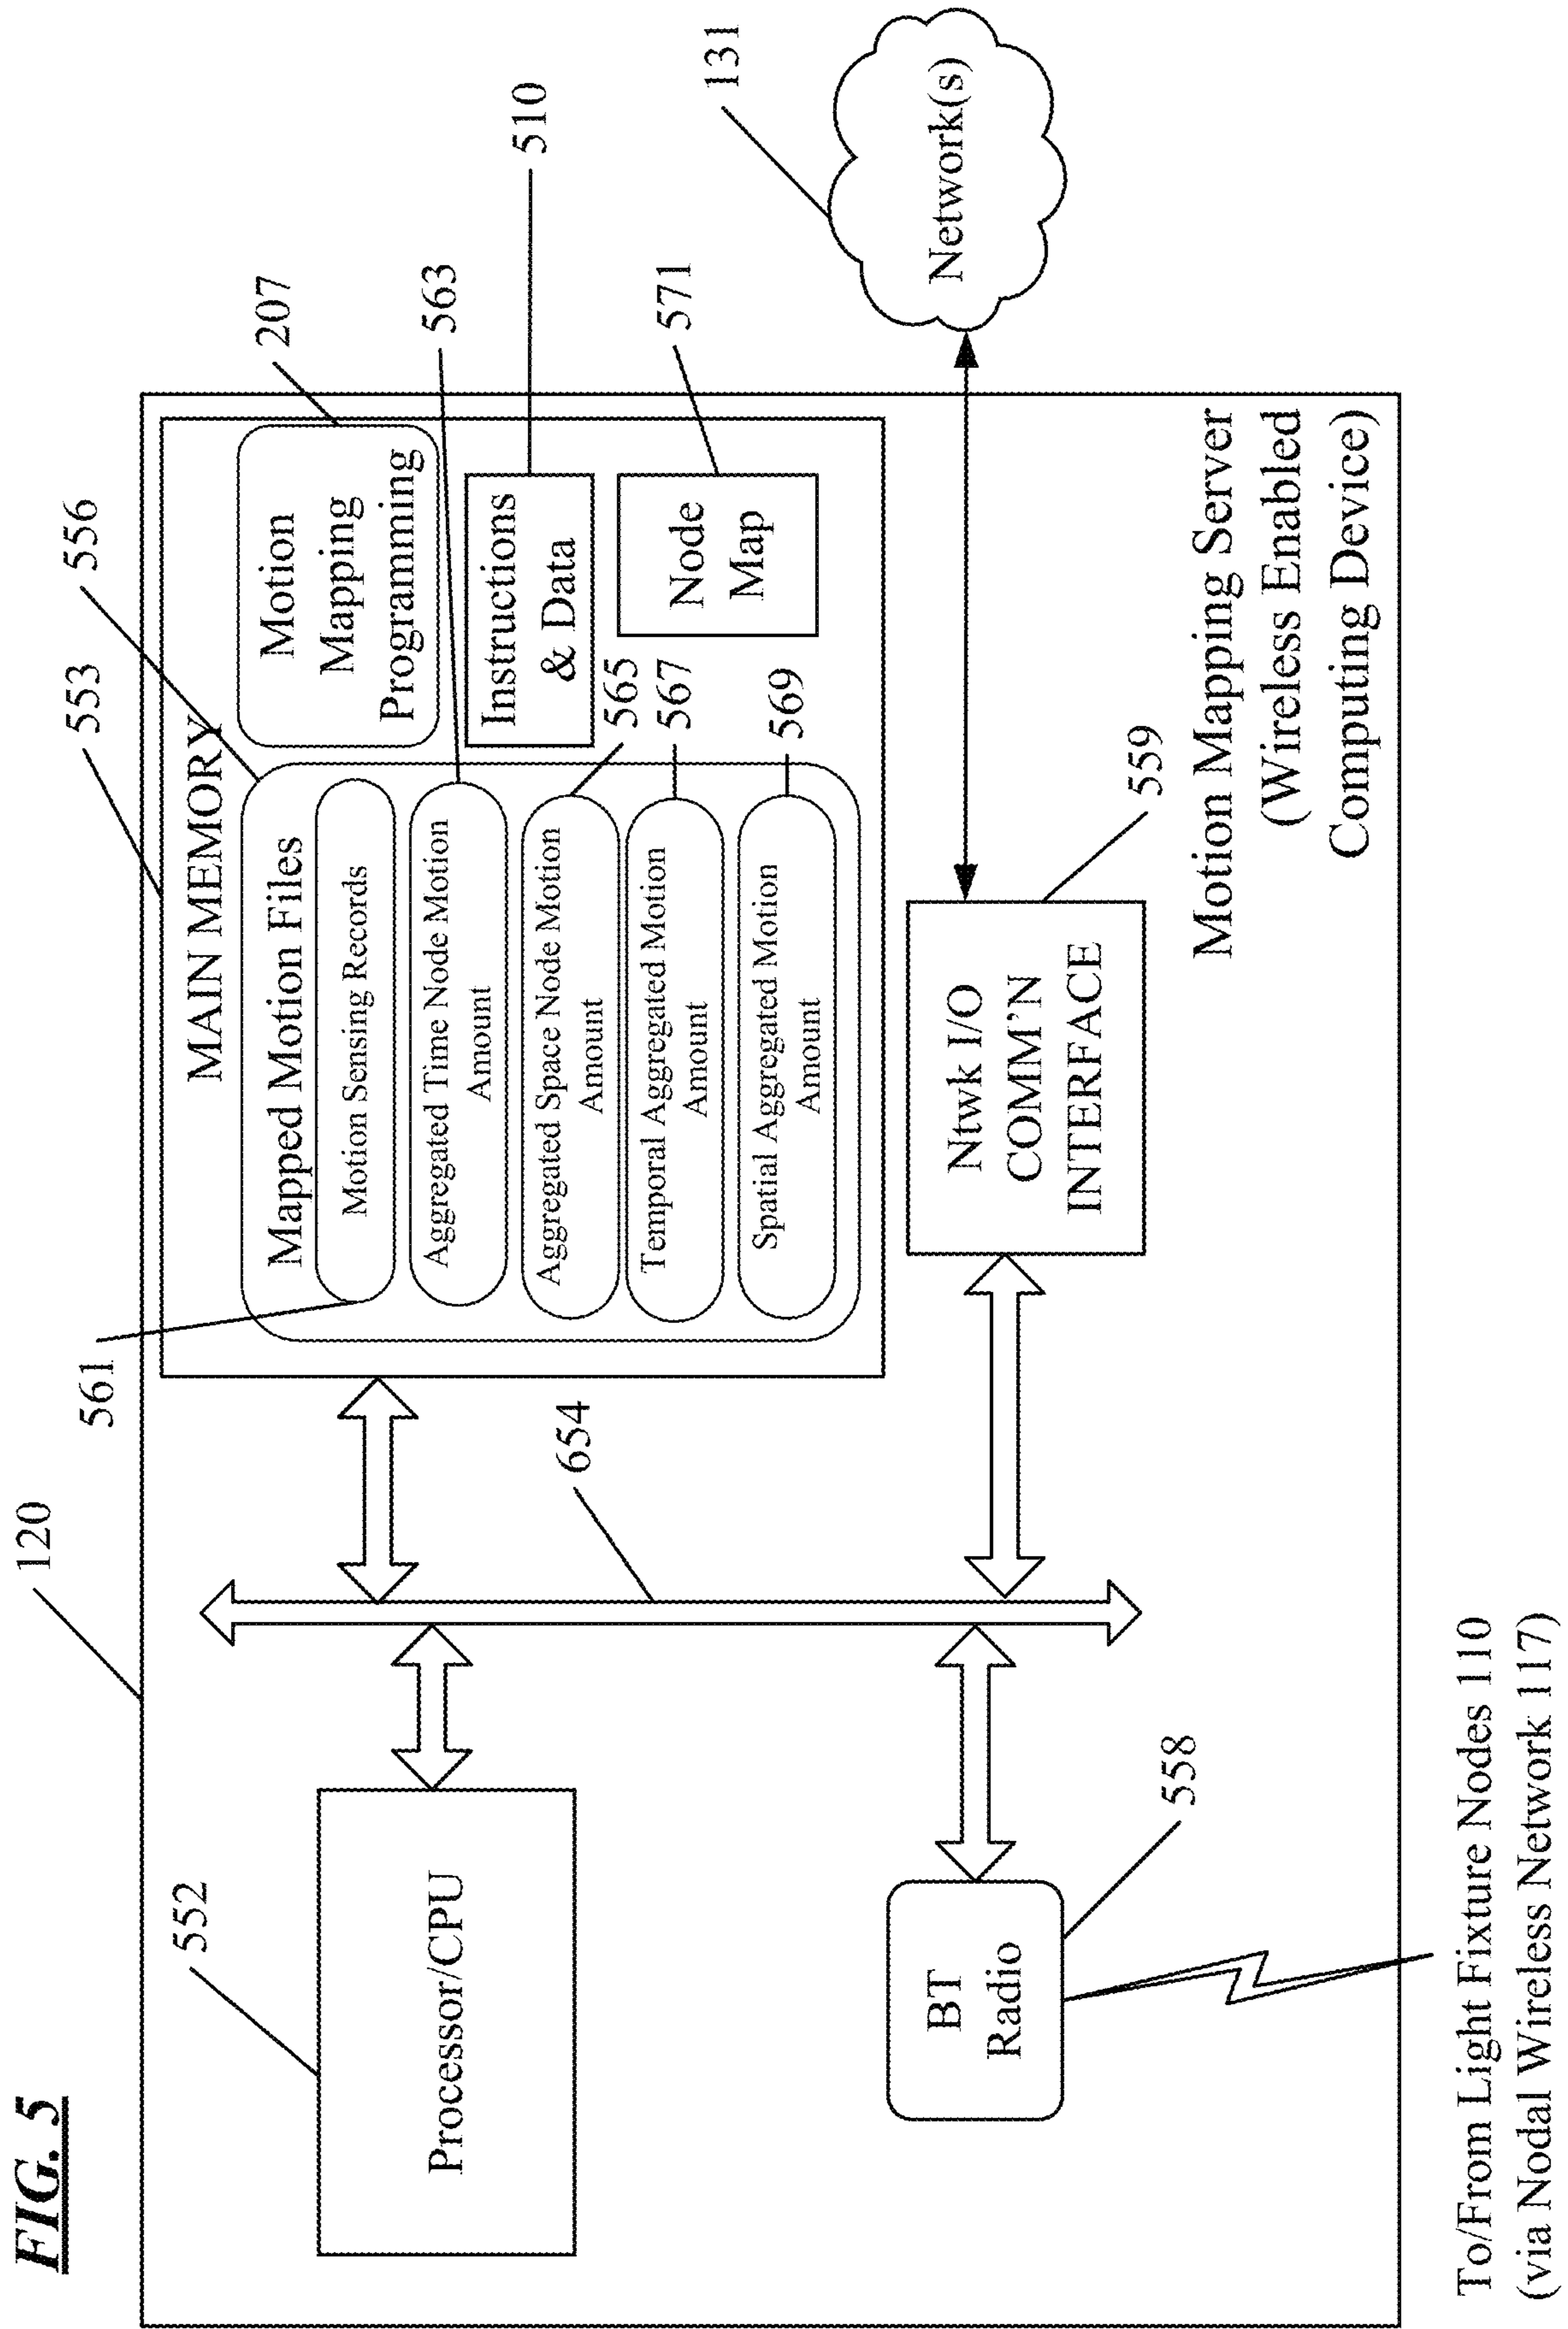 FIG. 5
120
553
556
207
MAIN MEMORY
561
Mapped Motion Files
Motion Sensing Records
Aggregated Time Node Motion
Amount
Aggregated Space Node Motion
Amount
Temporal Aggregated Motion
Amount
Spatial Aggregated Motion
Amount
Motion
Mapping
Programming
563
Instructions
& Data
510
565
567
569
Node
Map
571
552
Processor/CPU
654
131
Network(s)
BT
Radio
558
Ntwk I/O
COMM'N
INTERFACE
559
Motion Mapping Server
(Wireless Enabled
Computing Device)
To/From Light Fixture Nodes 110
(via Nodal Wireless Network 117)